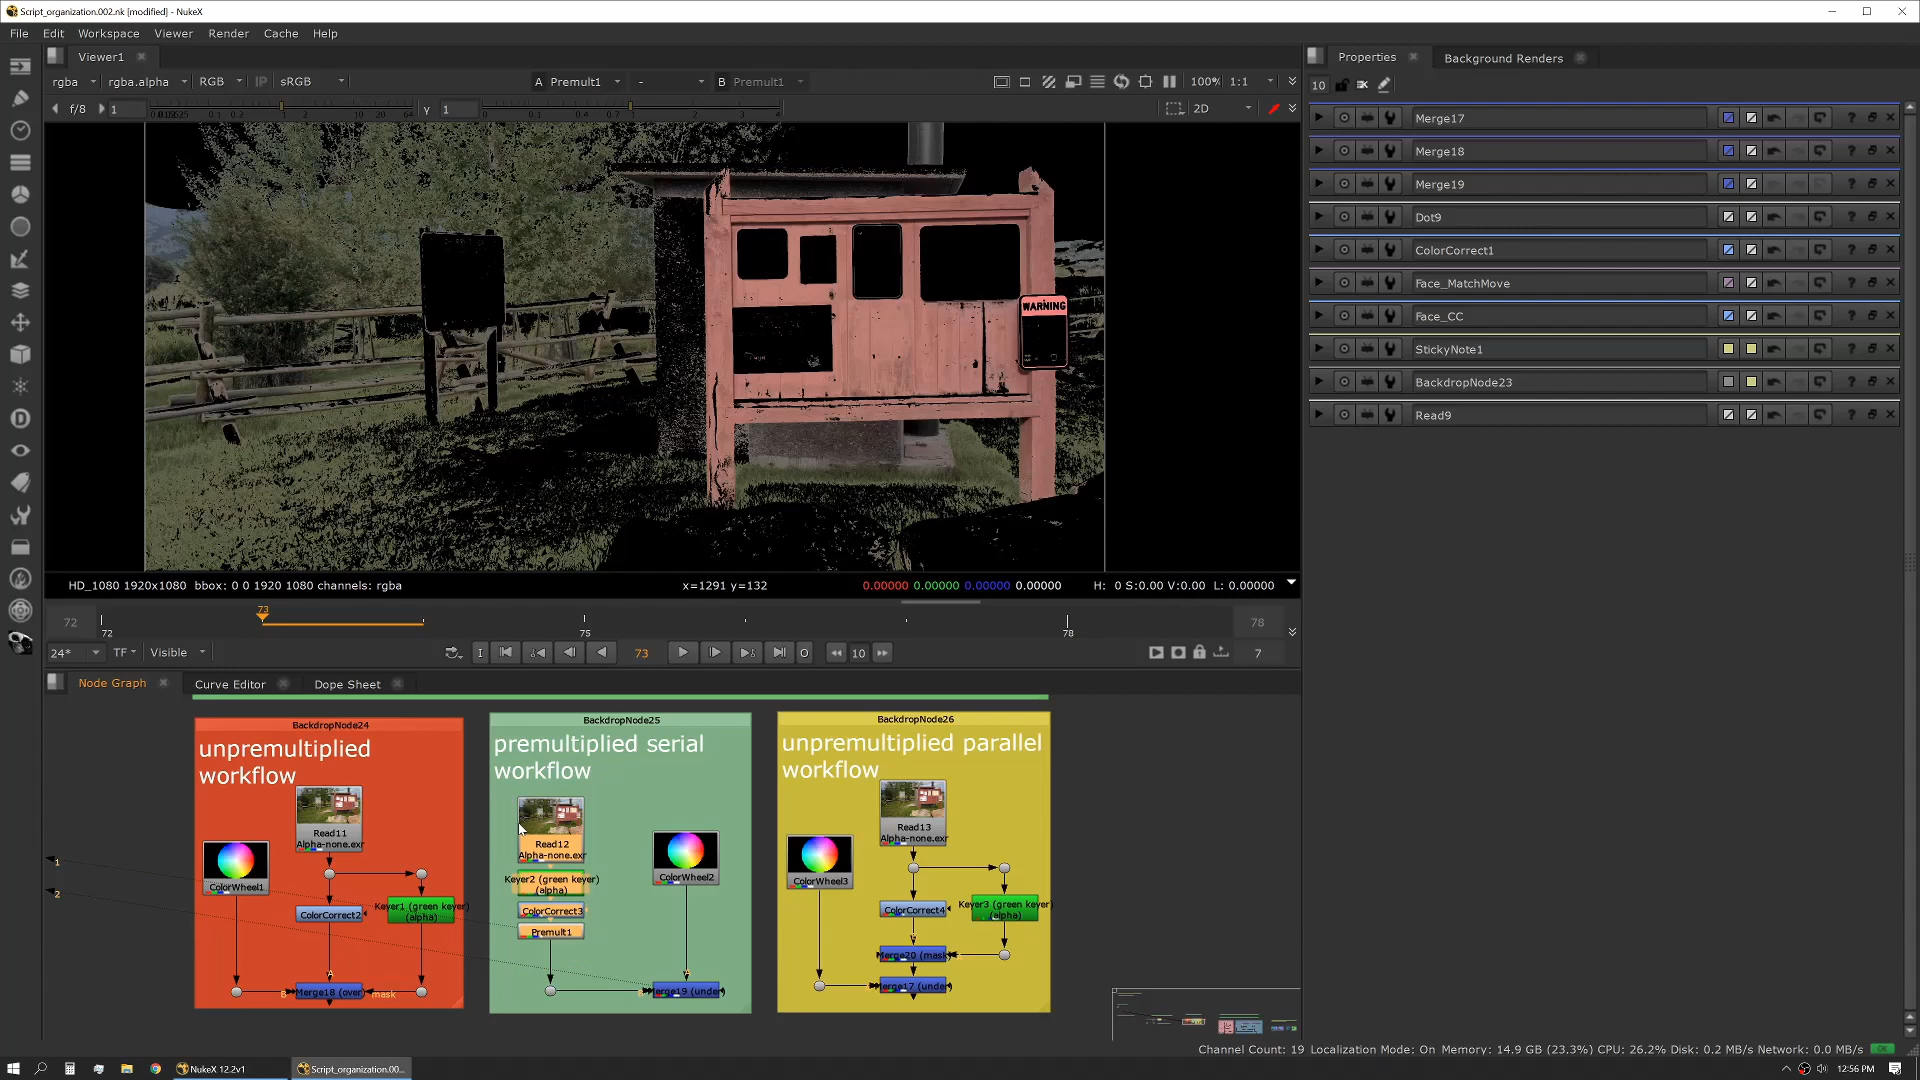 Script_organization.002.nk [modified] - NukeX
File Edit Workspace Viewer Render Cache Help
Viewer1
Properties
Background Renders
rgba rgba.alpha RGB IP sRGB A Premult1 - B Premult1 100% 1:1
10
f/8 1 y 1 2D
Merge17
Merge18
Merge19
Dot9
ColorCorrect1
Face_MatchMove
Face_CC
StickyNote1
BackdropNode23
Read9
WARNING
HD_1080 1920x1080 bbox: 0 0 1920 1080 channels: rgba x=1291 y=132 0.00000 0.00000 0.00000 0.00000 H: 0 S:0.00 V:0.00 L: 0.00000
73
72 72 75 78 78
24* TF Visible I 73 O 10 7
Node Graph Curve Editor Dope Sheet
BackdropNode24
unpremultiplied
workflow
Read11
Alpha-none.exr
ColorWheel1
ColorCorrect2
Keyer1 (green keyer)
(alpha)
A
B Merge18 (over) mask
1
2
BackdropNode25
premultiplied serial
workflow
Read12
Alpha-none.exr
ColorWheel2
Keyer2 (green keyer)
(alpha)
ColorCorrect3
Premult1
A
B Merge19 (under)
BackdropNode26
unpremultiplied parallel
workflow
Read13
Alpha-none.exr
ColorWheel3
ColorCorrect4
Keyer3 (green keyer)
(alpha)
Merge20 (mask)
Merge17 (under)
Channel Count: 19 Localization Mode: On Memory: 14.9 GB (23.3%) CPU: 26.2% Disk: 0.2 MB/s Network: 0.0 MB/s OK
NukeX 12.2v1
Script_organization.00...
12:56 PM